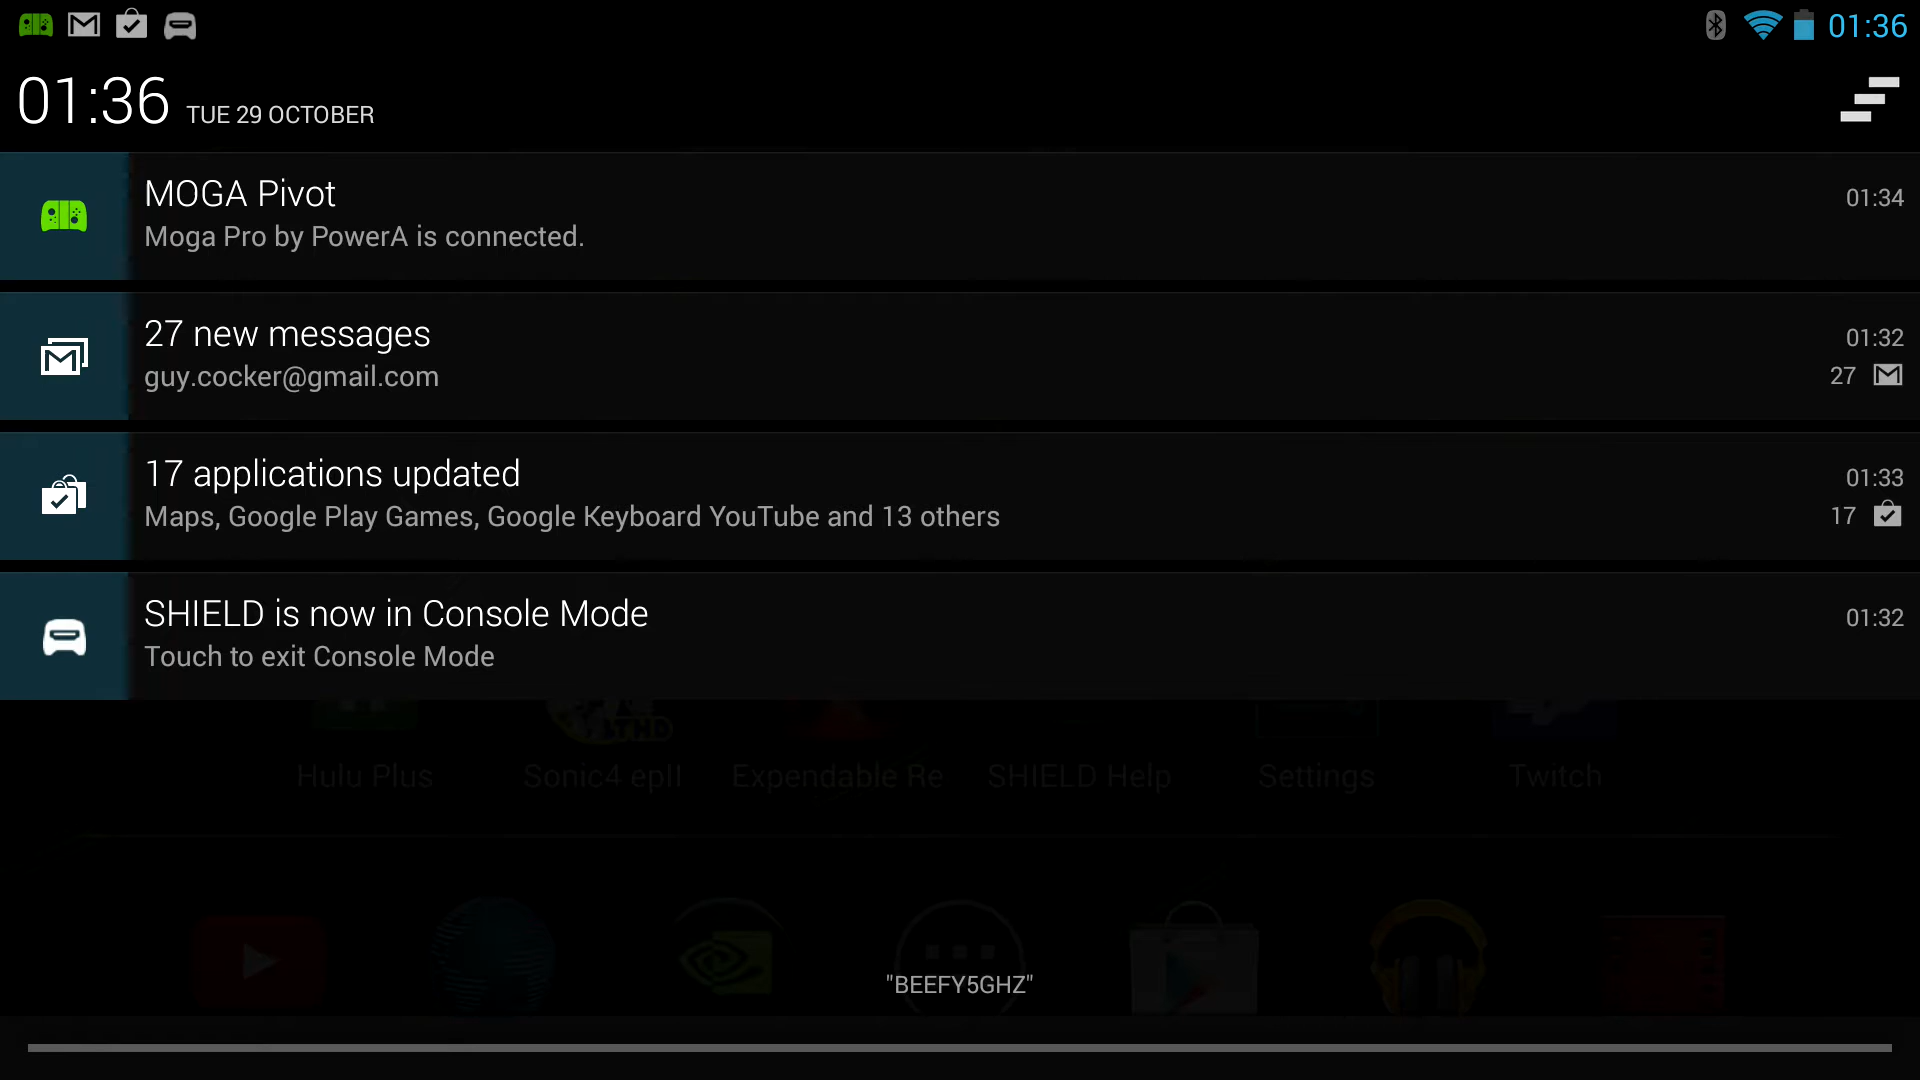 01:36
01:36 TUE 29 OCTOBER
MOGA Pivot
01:34
Moga Pro by PowerA is connected.
27 new messages
01:32
guy.cocker@gmail.com
27
17 applications updated
01:33
Maps, Google Play Games, Google Keyboard YouTube and 13 others
17
SHIELD is now in Console Mode
01:32
Touch to exit Console Mode
Hulu Plus Sonic4 epII Expendable Re SHIELD Help Settings Twitch
"BEEFY5GHZ"